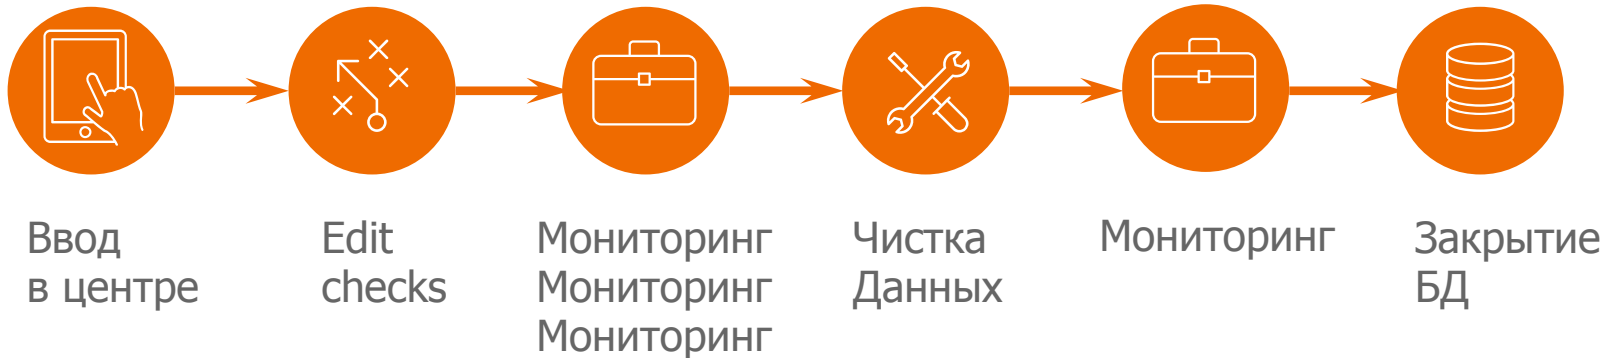 Ввод
в центре
Edit
checks
Мониторинг
Мониторинг
Мониторинг
Чистка
Данных
Мониторинг
Закрытие
БД